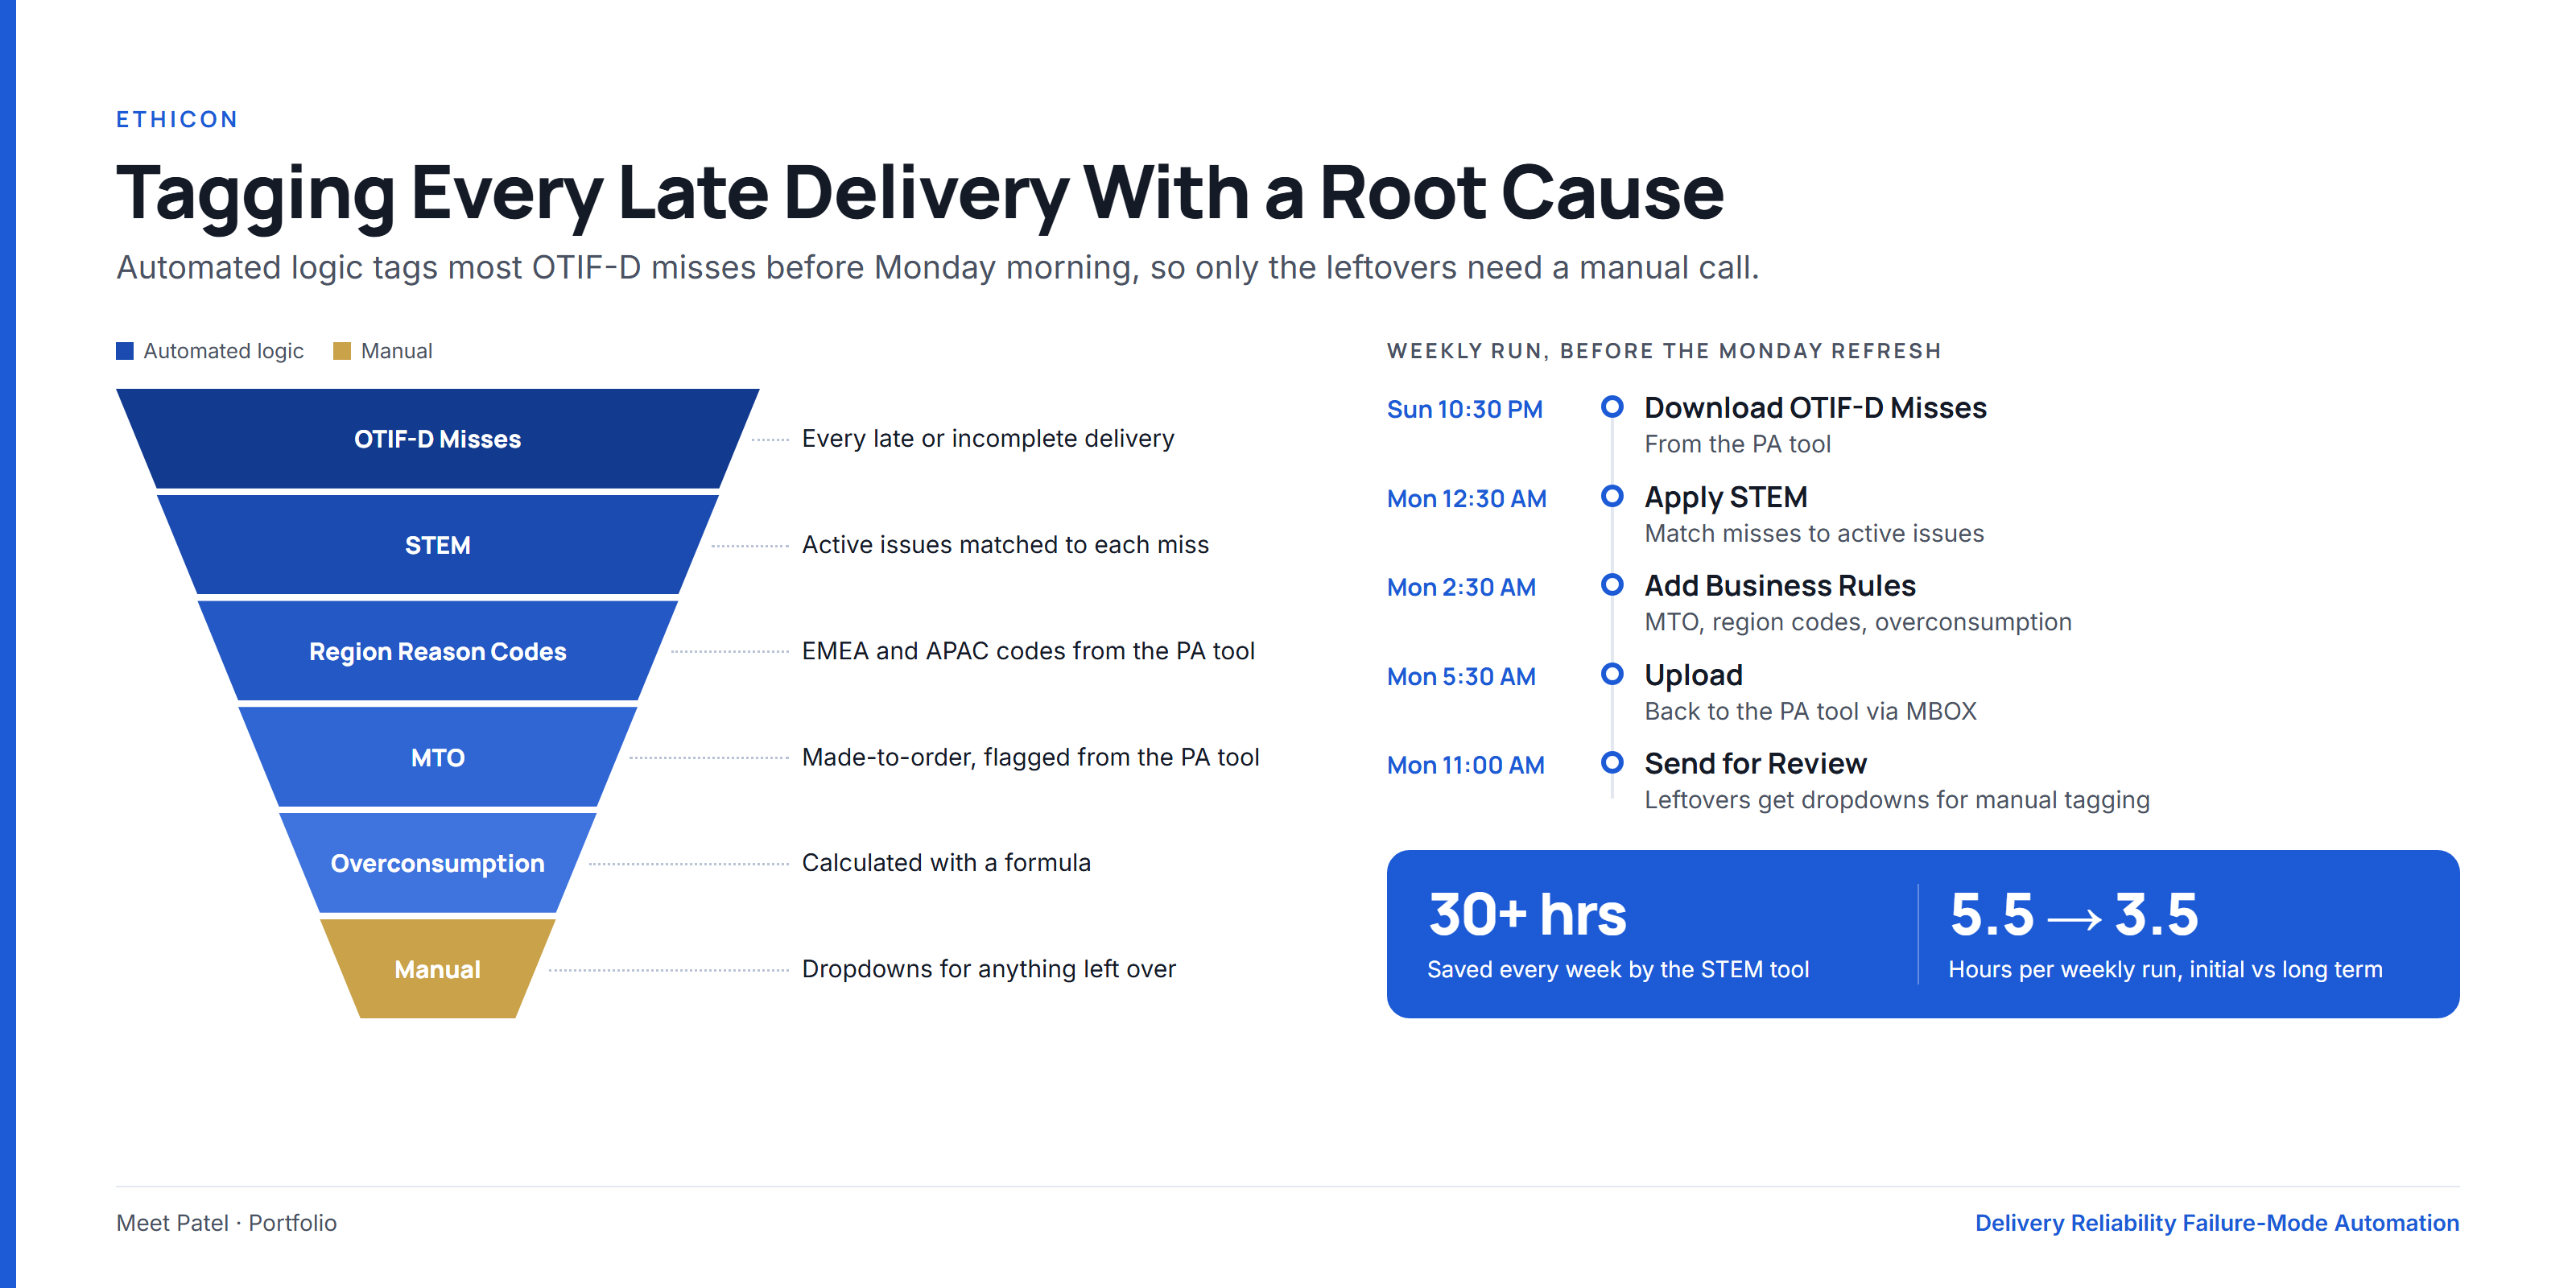 ETHICON
Tagging Every Late Delivery With a Root Cause
Automated logic tags most OTIF-D misses before Monday morning, so only the leftovers need a manual call.
Automated logic
Manual
OTIF-D Misses
Every late or incomplete delivery
STEM
Active issues matched to each miss
Region Reason Codes
EMEA and APAC codes from the PA tool
MTO
Made-to-order, flagged from the PA tool
Overconsumption
Calculated with a formula
Manual
Dropdowns for anything left over
WEEKLY RUN, BEFORE THE MONDAY REFRESH
Sun 10:30 PM
Download OTIF-D Misses
From the PA tool
Mon 12:30 AM
Apply STEM
Match misses to active issues
Mon 2:30 AM
Add Business Rules
MTO, region codes, overconsumption
Mon 5:30 AM
Upload
Back to the PA tool via MBOX
Mon 11:00 AM
Send for Review
Leftovers get dropdowns for manual tagging
30+ hrs
Saved every week by the STEM tool
5.5 → 3.5
Hours per weekly run, initial vs long term
Meet Patel · Portfolio
Delivery Reliability Failure-Mode Automation